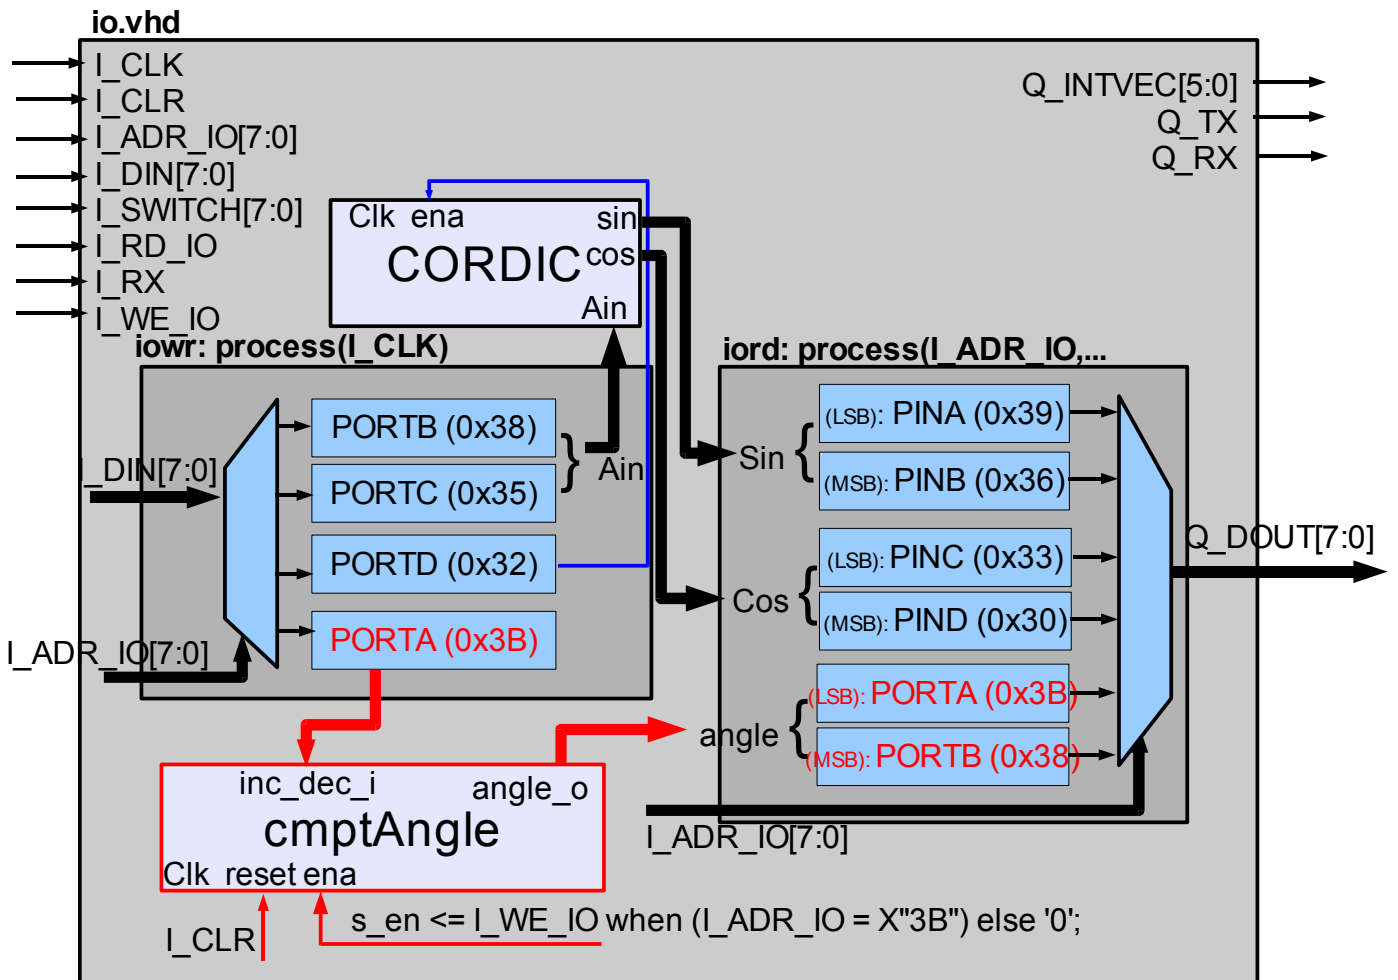 io.vhd
I_CLK
I_CLR
I_ADR_IO[7:0]
I_DIN[7:0]
I_SWITCH[7:0]
I_RD_IO
I_RX
I_WE_IO
Q_INTVEC[5:0]
Q_TX
Q_RX
Clk ena
sin
CORDIC
cos
Ain
iowr: process(I_CLK)
I_DIN[7:0]
I_ADR_IO[7:0]
PORTB (0x38)
PORTC (0x35)
} Ain
PORTD (0x32)
PORTA (0x3B)
iord: process(I_ADR_IO,...
Sin {
(LSB): PINA (0x39)
(MSB): PINB (0x36)
Cos {
(LSB): PINC (0x33)
(MSB): PIND (0x30)
angle {
(LSB): PORTA (0x3B)
(MSB): PORTB (0x38)
Q_DOUT[7:0]
I_ADR_IO[7:0]
inc_dec_i
angle_o
cmptAngle
Clk reset ena
I_CLR
s_en <= I_WE_IO when (I_ADR_IO = X"3B") else '0';